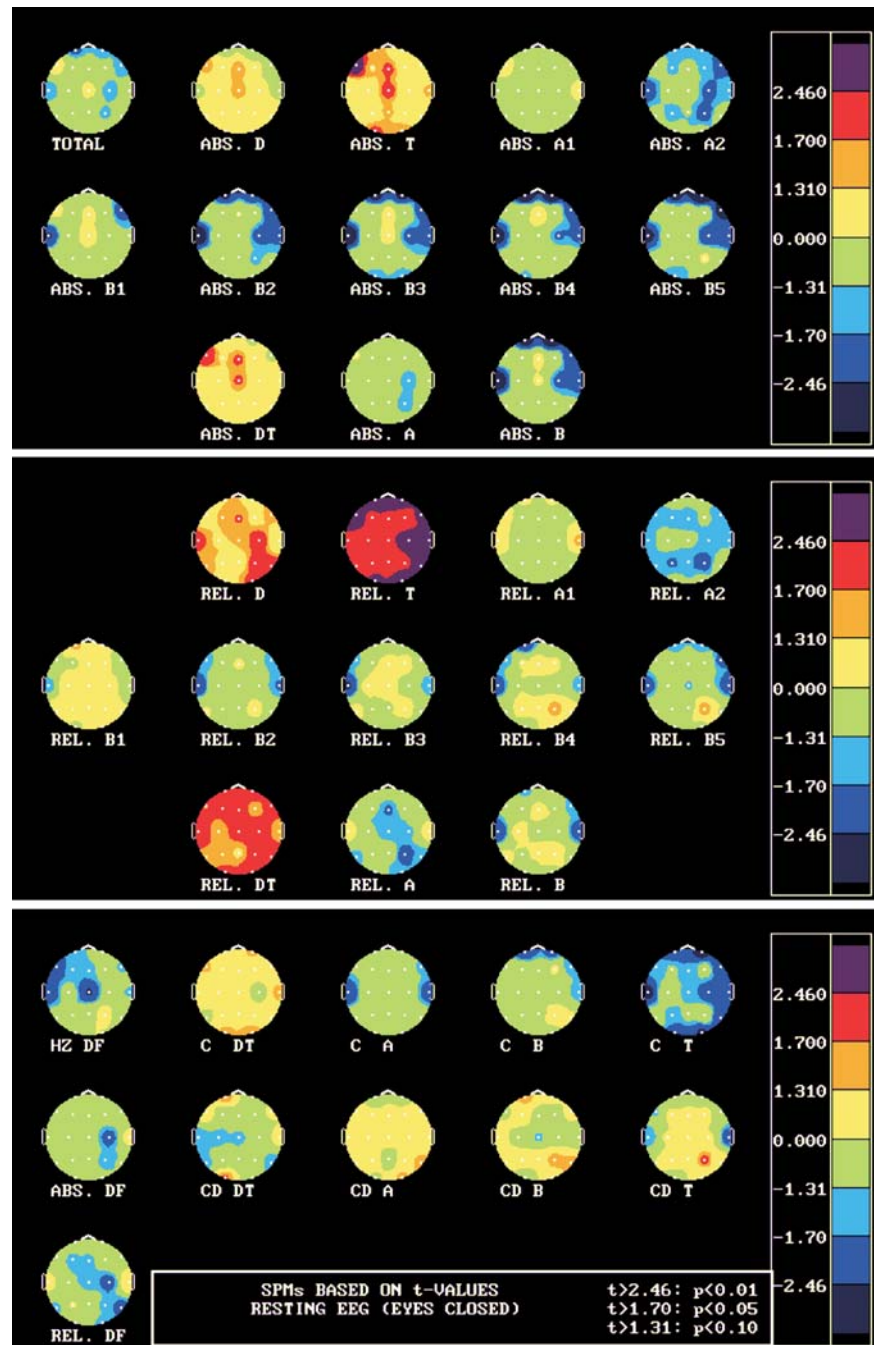 TOTAL ABS. D ABS. T ABS. A1 ABS. A2
ABS. B1 ABS. B2 ABS. B3 ABS. B4 ABS. B5
ABS. DT ABS. A ABS. B
2.460
1.700
1.310
0.000
-1.31
-1.70
-2.46
REL. D REL. T REL. A1 REL. A2
REL. B1 REL. B2 REL. B3 REL. B4 REL. B5
REL. DT REL. A REL. B
2.460
1.700
1.310
0.000
-1.31
-1.70
-2.46
HZ DF C DT C A C B C T
ABS. DF CD DT CD A CD B CD T
REL. DF
2.460
1.700
1.310
0.000
-1.31
-1.70
-2.46
SPMs BASED ON t-VALUES t>2.46: p<0.01
RESTING EEG (EYES CLOSED) t>1.70: p<0.05
t>1.31: p<0.10